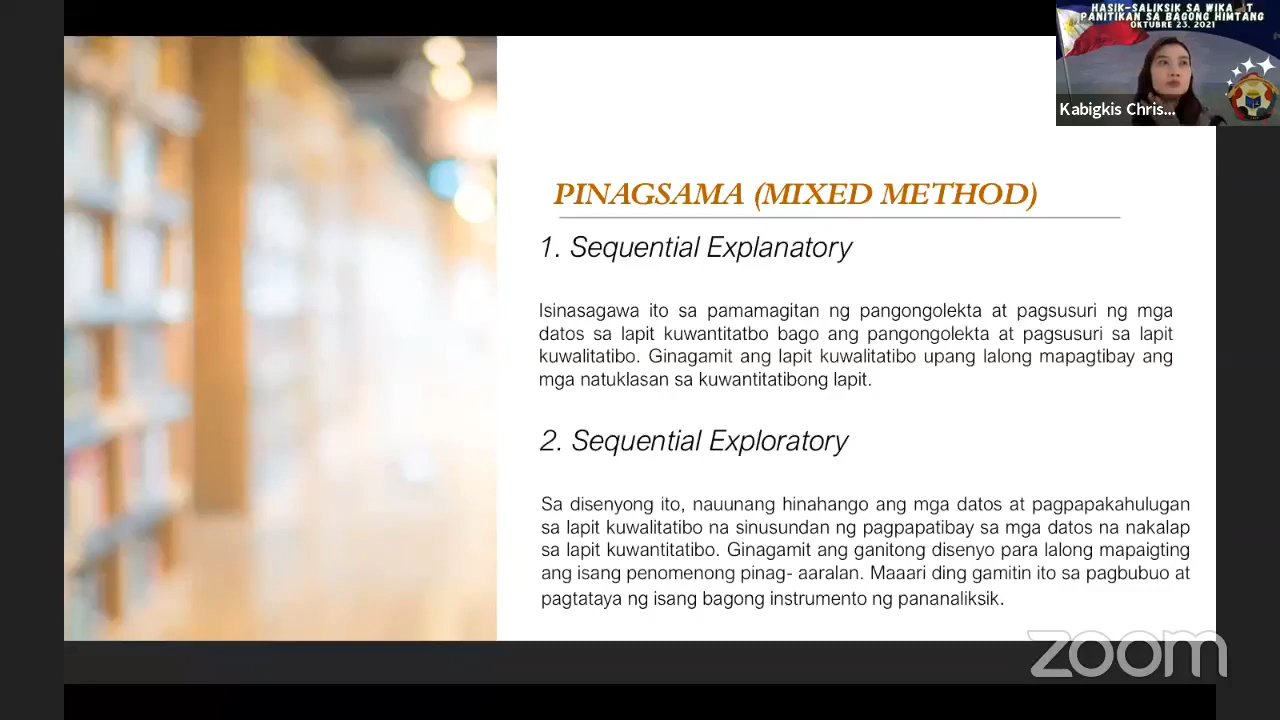 HASIK-SALIKSIK SA WIKA T
PANITIKAN SA BAGONG HIMTANG
OKTUBRE 23, 2021
Kabigkis Chris...
PINAGSAMA (MIXED METHOD)
1. Sequential Explanatory
Isinasagawa ito sa pamamagitan ng pangongolekta at pagsusuri ng mga
datos sa lapit kuwantitatbo bago ang pangongolekta at pagsusuri sa lapit
kuwalitatibo. Ginagamit ang lapit kuwalitatibo upang lalong mapagtibay ang
mga natuklasan sa kuwantitatibong lapit.
2. Sequential Exploratory
Sa disenyong ito, nauunang hinahango ang mga datos at pagpapakahulugan
sa lapit kuwalitatibo na sinusundan ng pagpapatibay sa mga datos na nakalap
sa lapit kuwantitatibo. Ginagamit ang ganitong disenyo para lalong mapaigting
ang isang penomenong pinag- aaralan. Maaari ding gamitin ito sa pagbubuo at
pagtataya ng isang bagong instrumento ng pananaliksik.
zoom